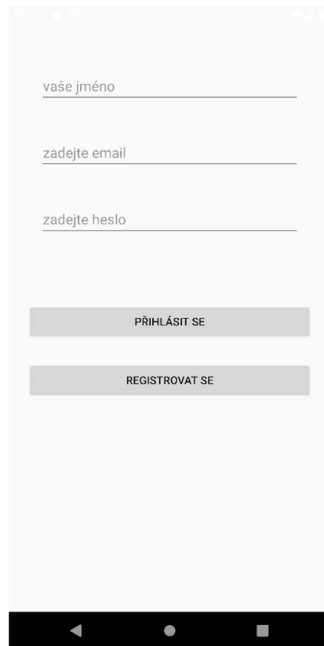 vaše jméno
zadejte email
zadejte heslo
PŘIHLÁSIT SE
REGISTROVAT SE